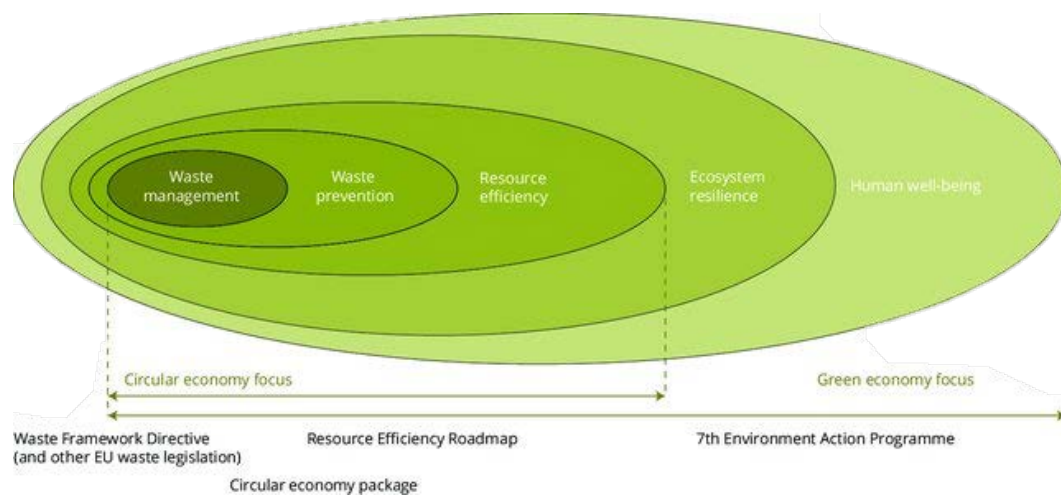 Waste
management
Waste
prevention
Resource
efficiency
Ecosystem
resilience
Human well-being
Circular economy focus
Green economy focus
Waste Framework Directive
(and other EU waste legislation)
Resource Efficiency Roadmap
7th Environment Action Programme
Circular economy package